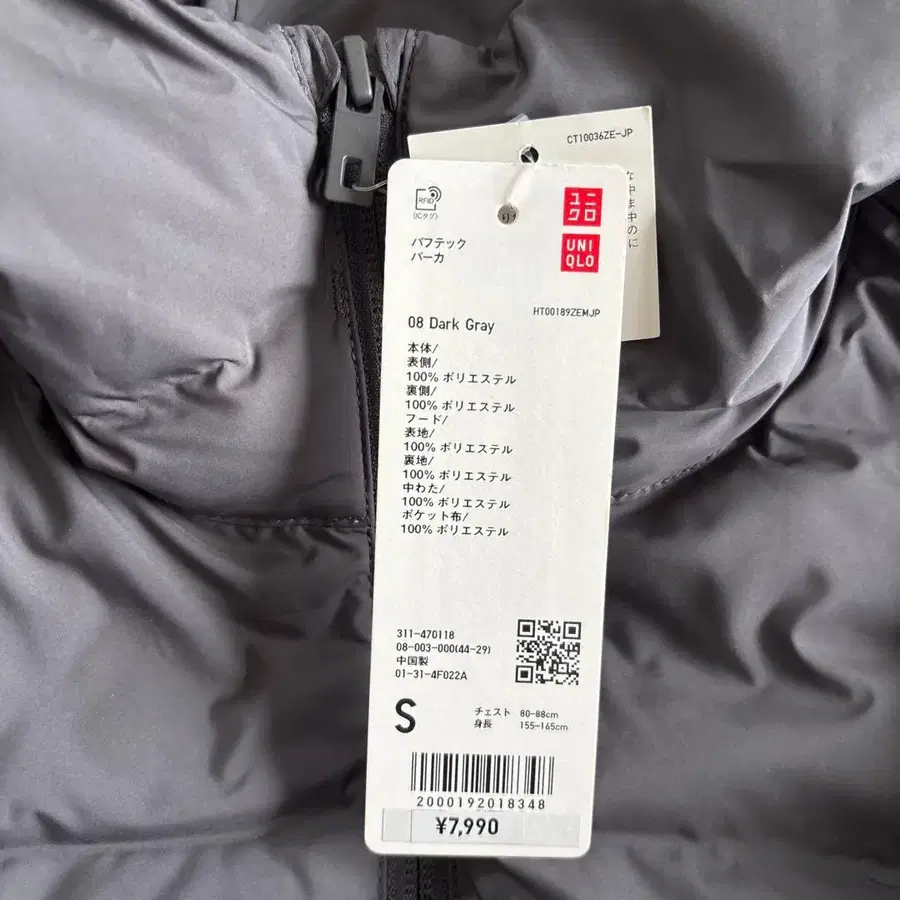 CT10036ZE-JP
な
中
ま
中
の
に
RFID
(ICタグ)
ユニ
クロ
UNI
QLO
パフテック
パーカ
HT00189ZEMJP
08 Dark Gray
本体/
表側/
100% ポリエステル
裏側/
100% ポリエステル
フード/
表地/
100% ポリエステル
裏地/
100% ポリエステル
中わた/
100% ポリエステル
ポケット布/
100% ポリエステル
311-470118
08-003-000(44-29)
中国製
01-31-4F022A
S
チェスト 80-88cm
身長 155-165cm
2000192018348
¥7,990